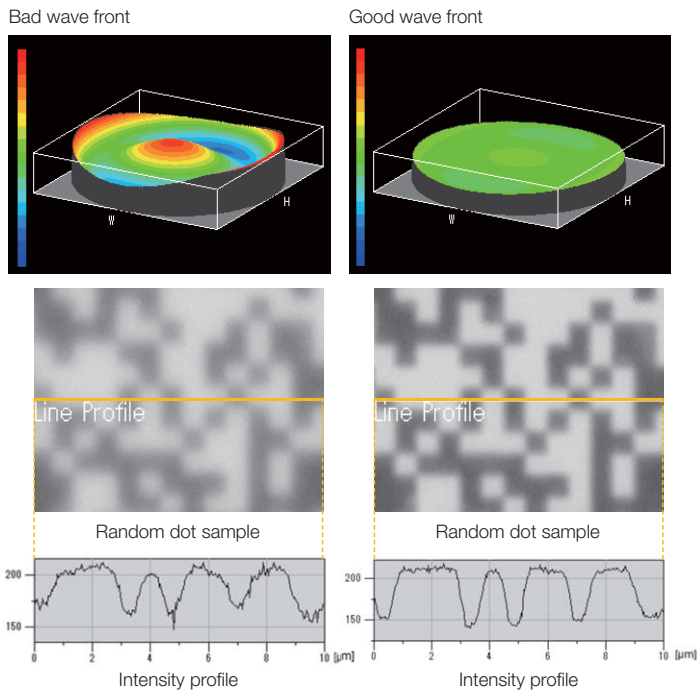 Bad wave front
Good wave front
W
H
W
H
Line Profile
Line Profile
Random dot sample
Random dot sample
200
150
0 2 4 6 8 10 [µm]
200
150
0 2 4 6 8 10 [µm]
Intensity profile
Intensity profile